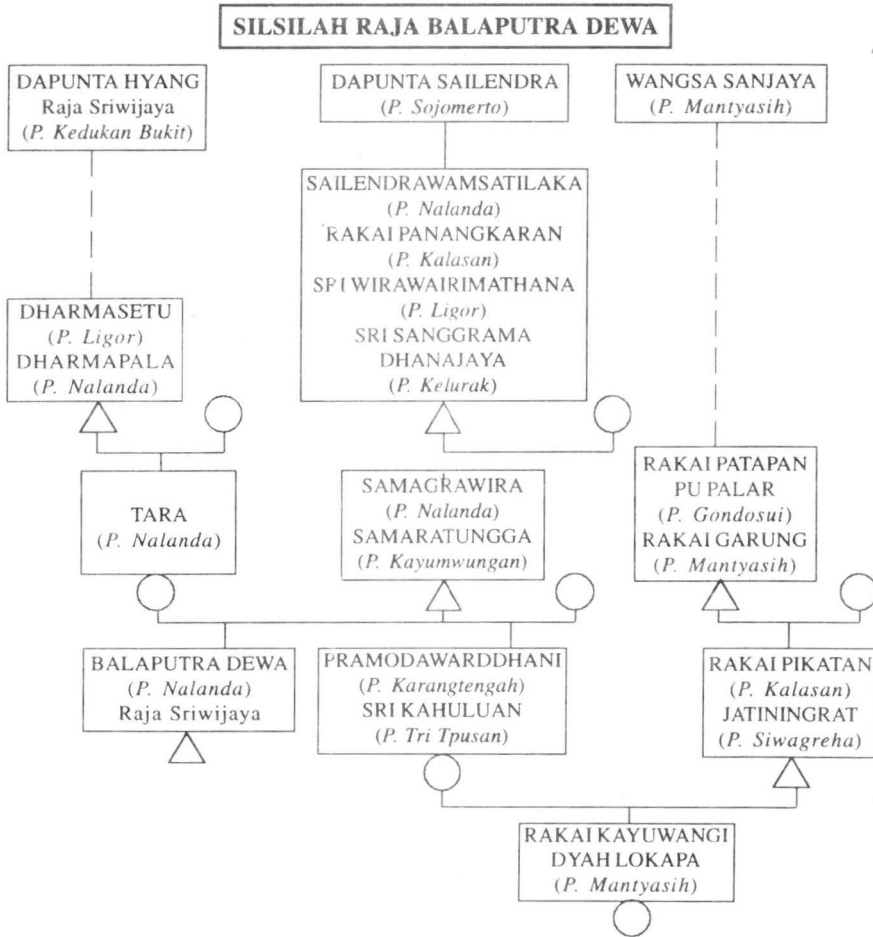 SILSILAH RAJA BALAPUTRA DEWA
DAPUNTA HYANG
Raja Sriwijaya
(P. Kedukan Bukit)
DAPUNTA SAILENDRA
(P. Sojomerto)
WANGSA SANJAYA
(P. Mantyasih)
SAILENDRAWAMSATILAKA
(P. Nalanda)
RAKAI PANANGKARAN
(P. Kalasan)
SRI WIRAWAIRIMATHANA
(P. Ligor)
SRI SANGGRAMA
DHANAJAYA
(P. Kelurak)
DHARMASETU
(P. Ligor)
DHARMAPALA
(P. Nalanda)
TARA
(P. Nalanda)
SAMAGRAWIRA
(P. Nalanda)
SAMARATUNGGA
(P. Kayumwungan)
RAKAI PATAPAN
PU PALAR
(P. Gondosui)
RAKAI GARUNG
(P. Mantyasih)
BALAPUTRA DEWA
(P. Nalanda)
Raja Sriwijaya
PRAMODAWARDDHANI
(P. Karangtengah)
SRI KAHULUAN
(P. Tri Tpusan)
RAKAI PIKATAN
(P. Kalasan)
JATININGRAT
(P. Siwagreha)
RAKAI KAYUWANGI
DYAH LOKAPA
(P. Mantyasih)